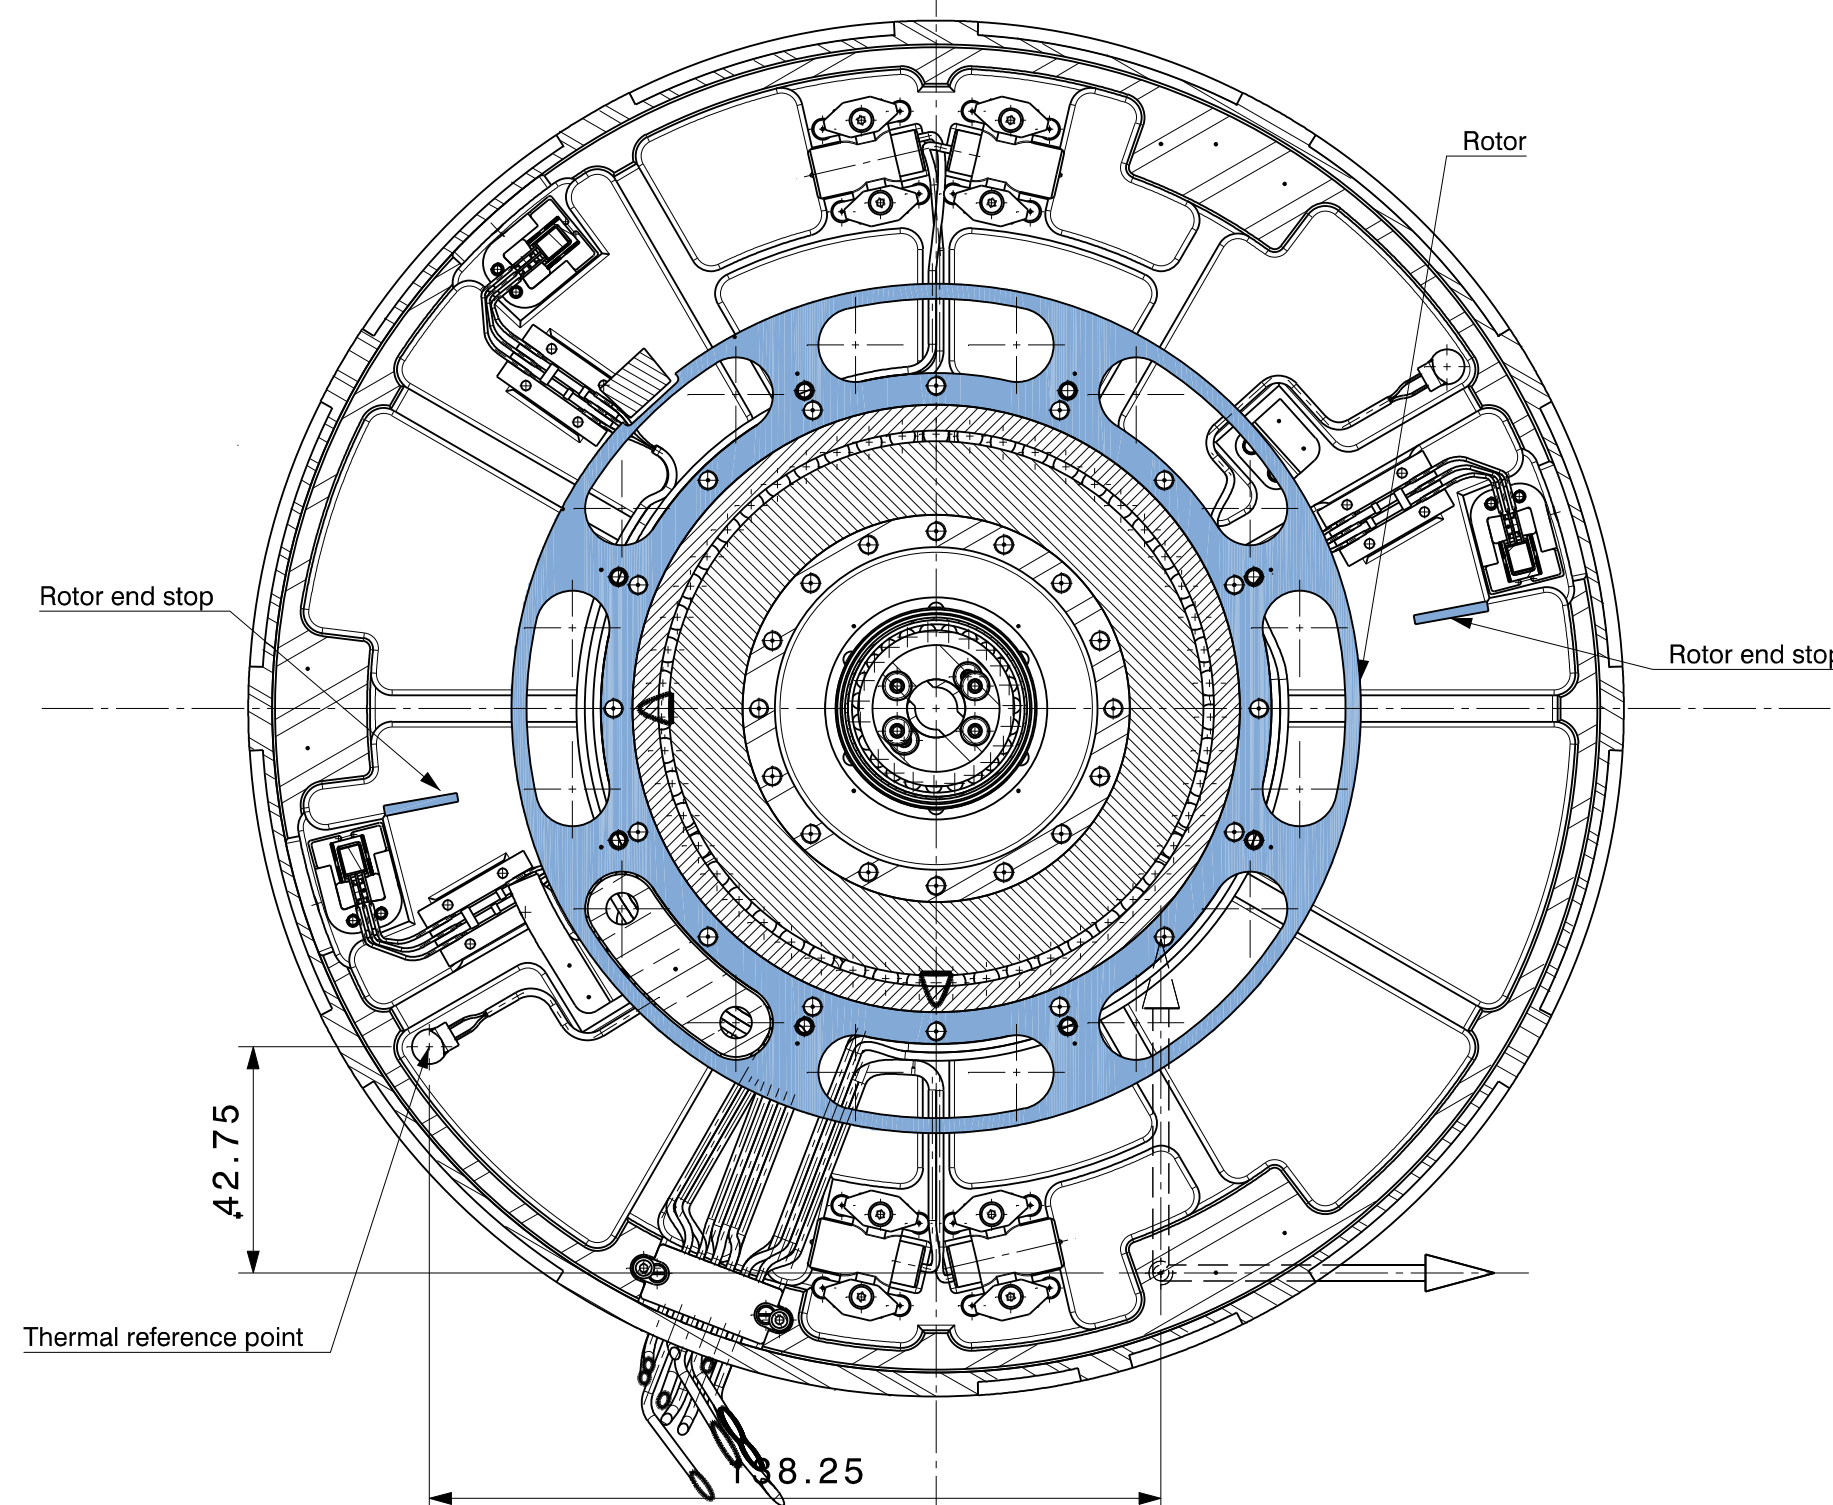 Rotor
Rotor end stop
Rotor end stop
42.75
Thermal reference point
138.25